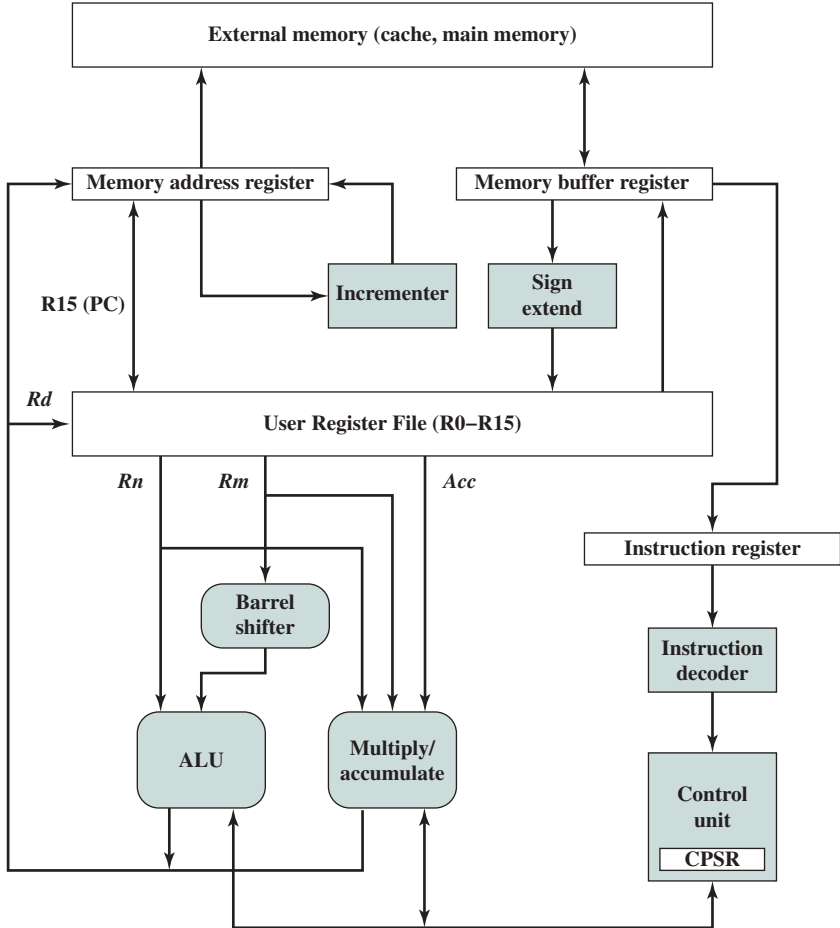 External memory (cache, main memory)
Memory address register
Memory buffer register
Incrementer
Sign
extend
R15 (PC)
Rd
User Register File (R0–R15)
Rn
Rm
Acc
Instruction register
Barrel
shifter
Instruction
decoder
ALU
Multiply/
accumulate
Control
unit
CPSR